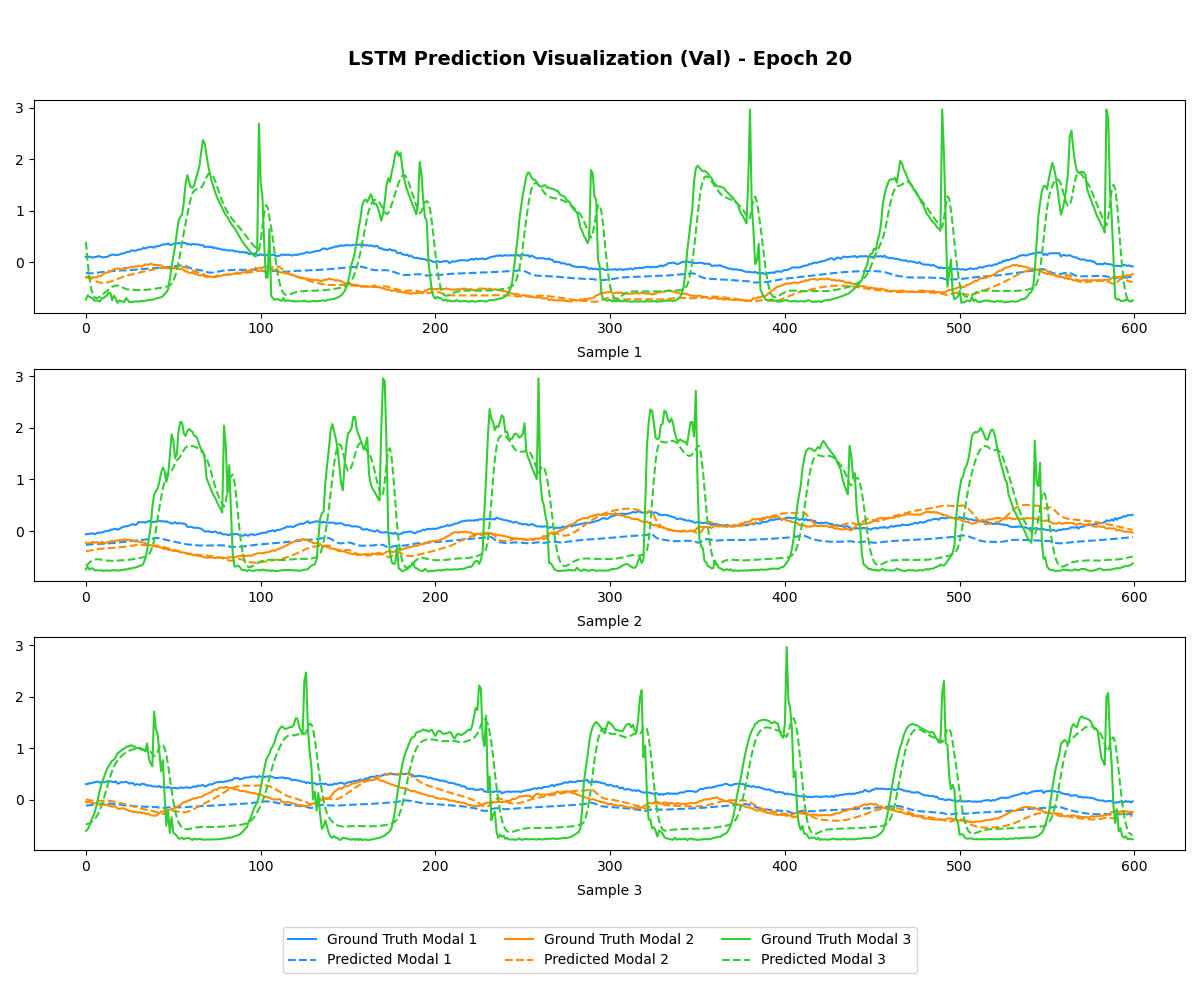 LSTM Prediction Visualization (Val) - Epoch 20
3
2
1
0
0 100 200 300 400 500 600
Sample 1
3
2
1
0
0 100 200 300 400 500 600
Sample 2
3
2
1
0
0 100 200 300 400 500 600
Sample 3
Ground Truth Modal 1 Ground Truth Modal 2 Ground Truth Modal 3
Predicted Modal 1 Predicted Modal 2 Predicted Modal 3